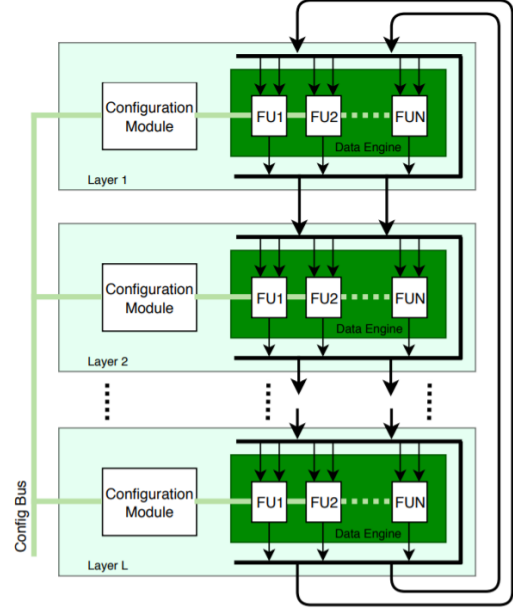 Configuration
Module
FU1
FU2
FUN
Data Engine
Layer 1
Configuration
Module
FU1
FU2
FUN
Data Engine
Layer 2
Configuration
Module
FU1
FU2
FUN
Data Engine
Layer L
Config Bus